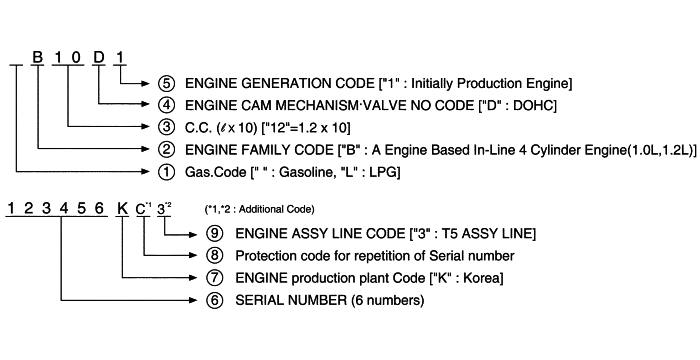 _ B 1 0 D 1
⑤ ENGINE GENERATION CODE ["1" : Initially Production Engine]
④ ENGINE CAM MECHANISM·VALVE NO CODE ["D" : DOHC]
③ C.C. (ℓ x 10) ["12"=1.2 x 10]
② ENGINE FAMILY CODE ["B" : A Engine Based In-Line 4 Cylinder Engine(1.0L,1.2L)]
① Gas.Code [" " : Gasoline, "L" : LPG]
1 2 3 4 5 6 K C*1 3*2 (*1,*2 : Additional Code)
⑨ ENGINE ASSY LINE CODE ["3" : T5 ASSY LINE]
⑧ Protection code for repetition of Serial number
⑦ ENGINE production plant Code ["K" : Korea]
⑥ SERIAL NUMBER (6 numbers)